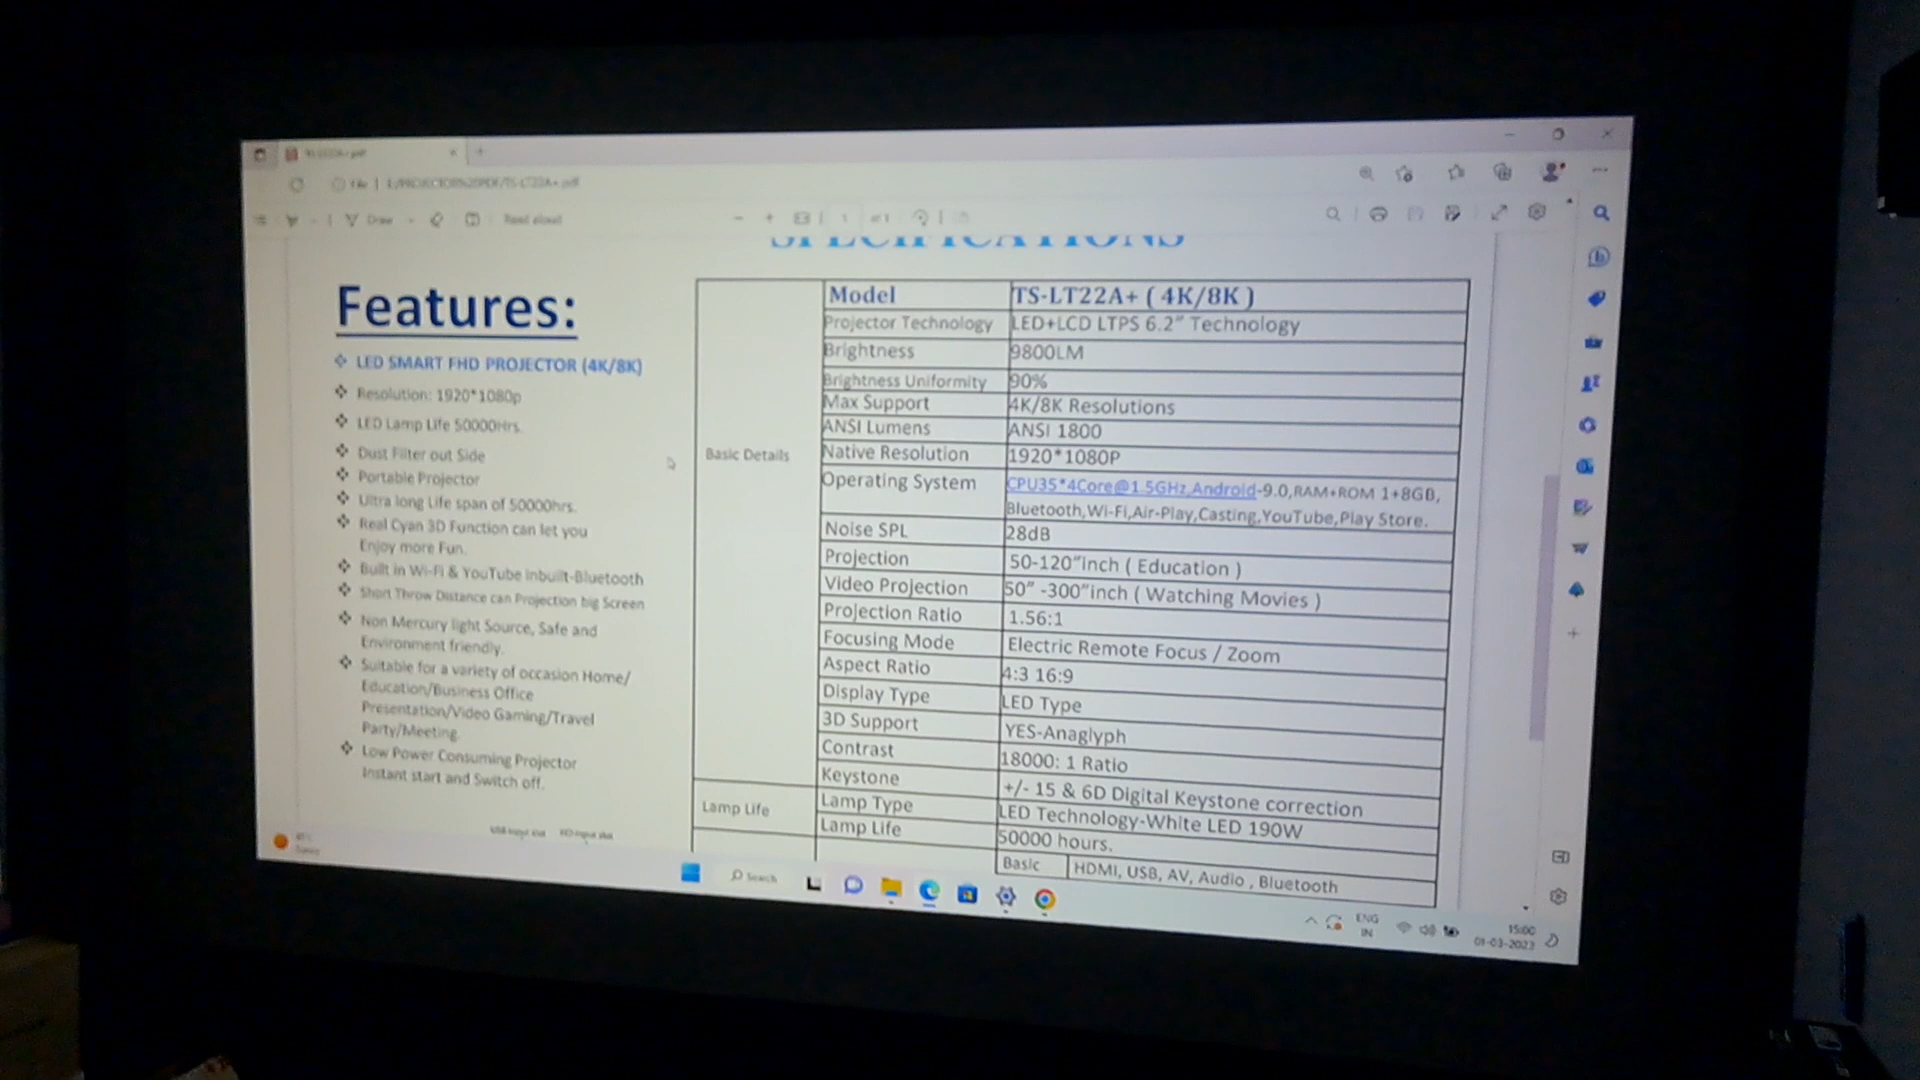 File
Draw
Read aloud
SPECIFICATIONS
Features:
LED SMART FHD PROJECTOR (4K/8K)
Resolution: 1920*1080p
LED Lamp Life 50000Hrs.
Dust Filter out Side
Portable Projector
Ultra long Life span of 50000hrs.
Real Cyan 3D Function can let you
Enjoy more Fun.
Built in Wi-Fi & YouTube Inbuilt-Bluetooth
Short Throw Distance can Projection big Screen
Non Mercury light Source, Safe and
Environment friendly.
Suitable for a variety of occasion Home/
Education/Business Office
Presentation/Video Gaming/Travel
Party/Meeting.
Low Power Consuming Projector
Instant start and Switch off.
Basic Details
Model TS-LT22A+ ( 4K/8K )
Projector Technology LED+LCD LTPS 6.2" Technology
Brightness 9800LM
Brightness Uniformity 90%
Max Support 4K/8K Resolutions
ANSI Lumens ANSI 1800
Native Resolution 1920*1080P
Operating System CPU35*4Core@1.5GHz,Android-9.0,RAM+ROM 1+8GB,
Bluetooth,Wi-Fi,Air-Play,Casting,YouTube,Play Store.
Noise SPL 28dB
Projection 50-120"inch ( Education )
Video Projection 50" -300"inch ( Watching Movies )
Projection Ratio 1.56:1
Focusing Mode Electric Remote Focus / Zoom
Aspect Ratio 4:3 16:9
Display Type LED Type
3D Support YES-Anaglyph
Contrast 18000: 1 Ratio
Keystone +/- 15 & 6D Digital Keystone correction
Lamp Life
Lamp Type LED Technology-White LED 190W
Lamp Life 50000 hours.
Basic HDMI, USB, AV, Audio , Bluetooth
Search
ENG
IN
15:00
01-03-2023